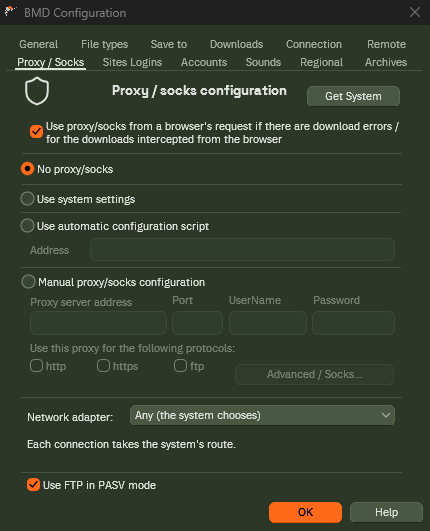 BMD Configuration
General File types Save to Downloads Connection Remote
Proxy / Socks Sites Logins Accounts Sounds Regional Archives
Proxy / socks configuration
Get System
Use proxy/socks from a browser's request if there are download errors /
for the downloads intercepted from the browser
No proxy/socks
Use system settings
Use automatic configuration script
Address
Manual proxy/socks configuration
Proxy server address Port UserName Password
Use this proxy for the following protocols:
http https ftp
Advanced / Socks...
Network adapter: Any (the system chooses)
Each connection takes the system's route.
Use FTP in PASV mode
OK Help